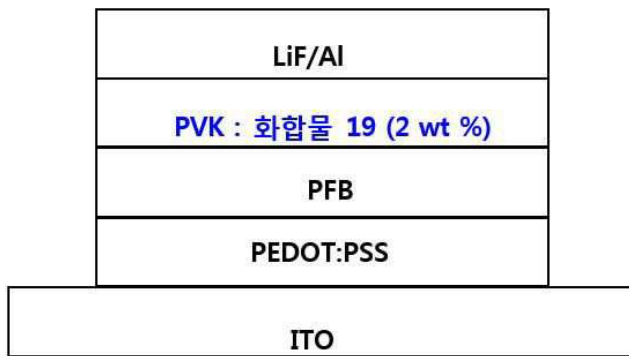 LiF/Al
PVK : 화합물 19 (2 wt %)
PFB
PEDOT:PSS
ITO